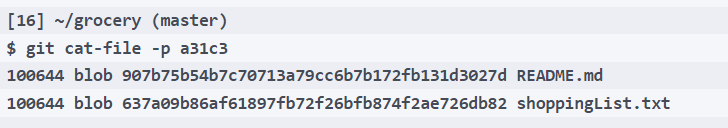 [16] ~/grocery (master)
$ git cat-file -p a31c3
100644 blob 907b75b54b7c70713a79cc6b7b172fb131d3027d README.md
100644 blob 637a09b86af61897fb72f26bfb874f2ae726db82 shoppingList.txt